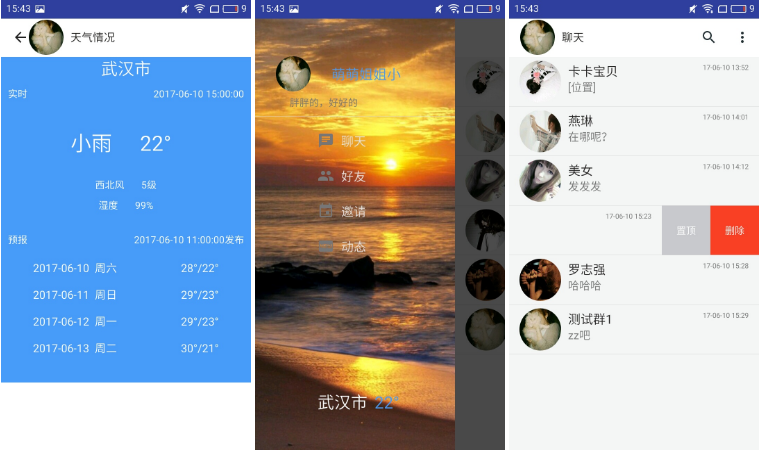 15:43
9
天气情况
武汉市
实时 2017-06-10 15:00:00
小雨 22°
西北风 5级
湿度 99%
预报 2017-06-10 11:00:00发布
2017-06-10 周六 28°/22°
2017-06-11 周日 29°/23°
2017-06-12 周一 29°/23°
2017-06-13 周二 30°/21°
15:43
9
萌萌姐姐小
胖胖的，好好的
聊天
好友
邀请
动态
武汉市 22°
15:43
9
聊天
卡卡宝贝 17-06-10 13:52
[位置]
燕琳 17-06-10 14:01
在哪呢?
美女 17-06-10 14:12
发发发
17-06-10 15:23 置顶 删除
罗志强 17-06-10 15:28
哈哈哈
测试群1 17-06-10 15:29
zz吧